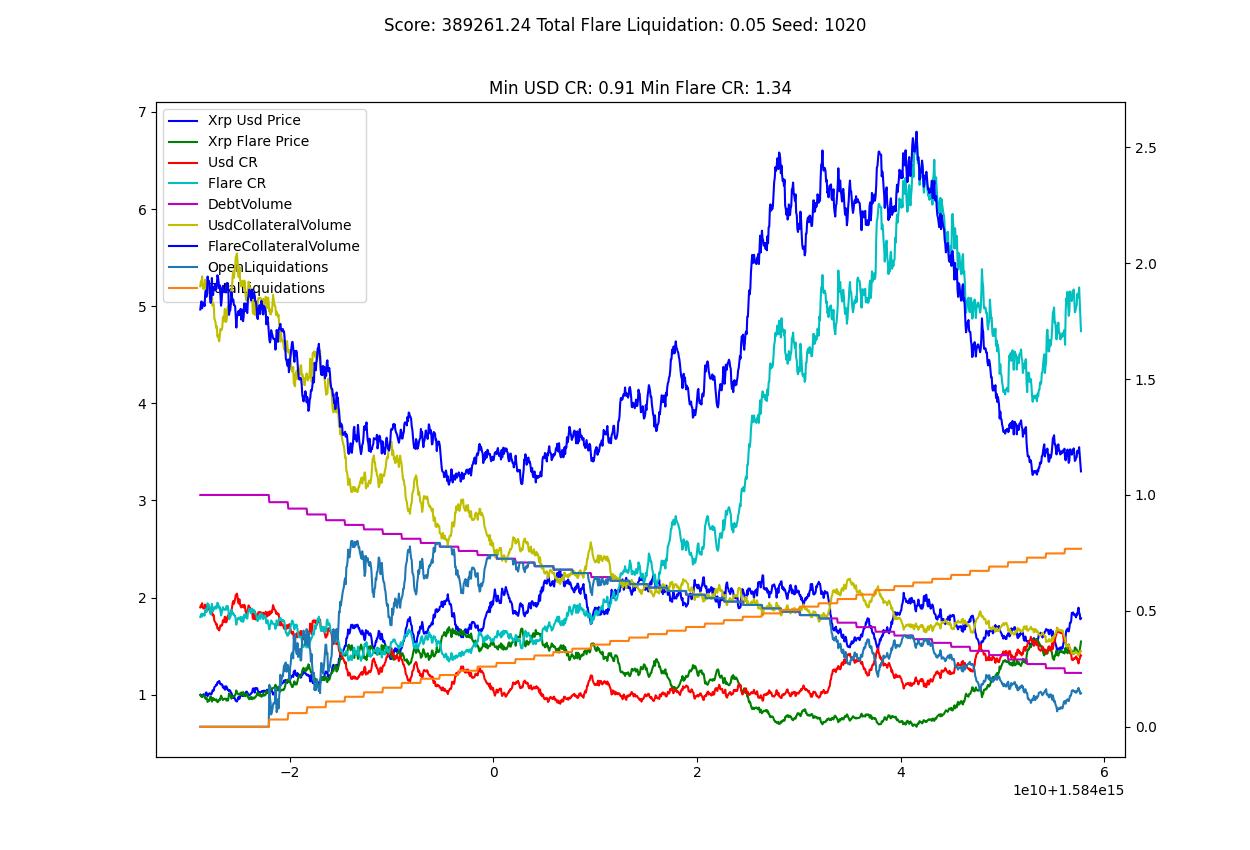 Score: 389261.24 Total Flare Liquidation: 0.05 Seed: 1020
Min USD CR: 0.91 Min Flare CR: 1.34
Xrp Usd Price
Xrp Flare Price
Usd CR
Flare CR
DebtVolume
UsdCollateralVolume
FlareCollateralVolume
OpenLiquidations
TotalLiquidations
7
6
5
4
3
2
1
2.5
2.0
1.5
1.0
0.5
0.0
−2
0
2
4
6
1e10+1.584e15